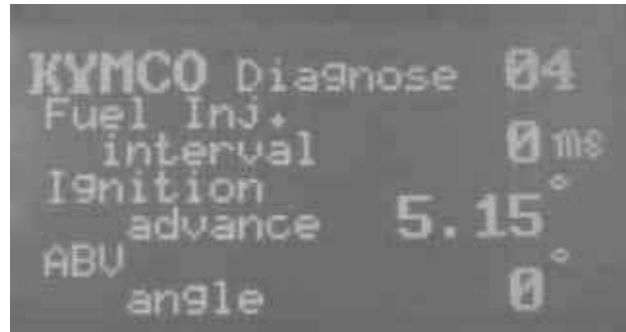 KYMCO Diagnose 04
Fuel Inj.
interval 0 ms
Ignition
advance 5.15°
ABV
angle 0°